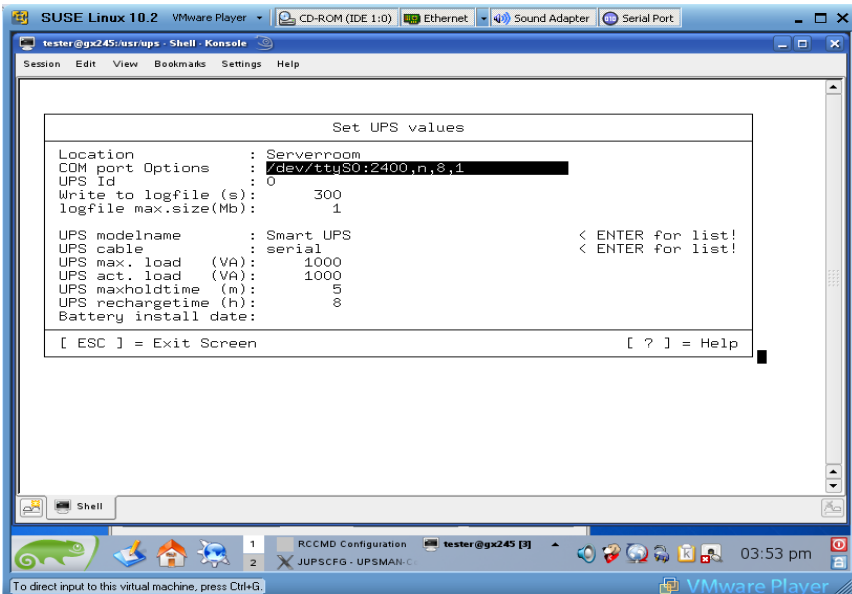 SUSE Linux 10.2 VMware Player CD-ROM (IDE 1:0) Ethernet Sound Adapter Serial Port
tester@gx245:/usr/ups - Shell - Konsole
Session Edit View Bookmarks Settings Help
Set UPS values
Location : Serverroom
COM port Options : /dev/ttyS0:2400,n,8,1
UPS Id : 0
Write to logfile (s): 300
logfile max.size(Mb): 1
UPS modelname : Smart UPS < ENTER for list!
UPS cable : serial < ENTER for list!
UPS max. load (VA): 1000
UPS act. load (VA): 1000
UPS maxholdtime (m): 5
UPS rechargetime (h): 8
Battery install date:
[ ESC ] = Exit Screen [ ? ] = Help
Shell
1 RCCMD Configuration tester@gx245 [3]
2 JUPSCFG - UPSMAN-C
03:53 pm
To direct input to this virtual machine, press Ctrl+G.
VMware Player